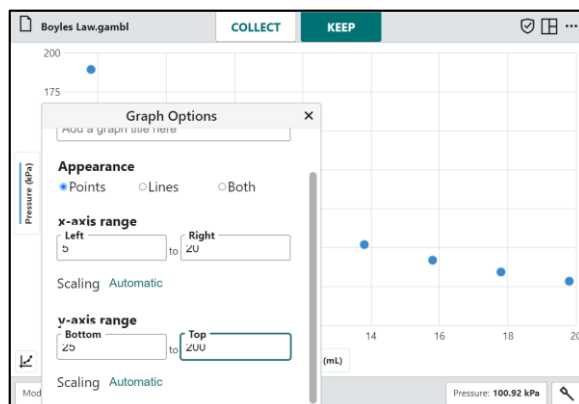 Boyles Law.gambl COLLECT KEEP ...
200
175
Graph Options ×
Add a graph title here
Appearance
Points Lines Both
x-axis range
Left Right
5 to 20
Scaling Automatic
y-axis range
Bottom Top
25 to 200
Scaling Automatic
Pressure (kPa)
14 16 18 20
(mL)
Mod
Pressure: 100.92 kPa